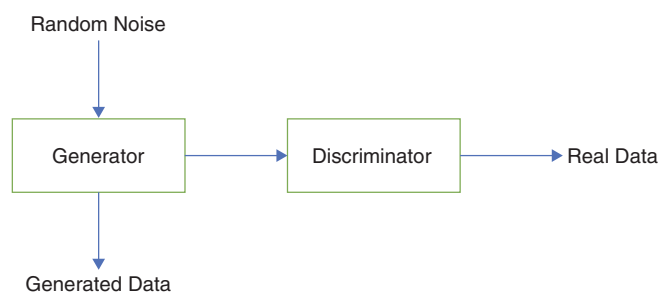 Random Noise
Generator
Discriminator
Real Data
Generated Data